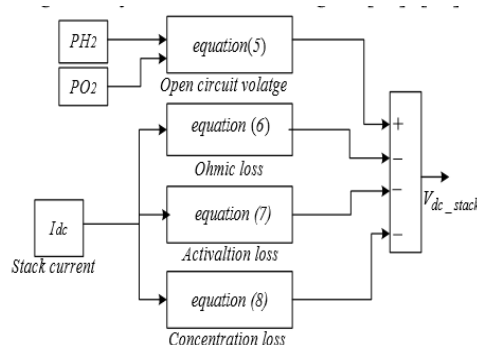 PH2
equation(5)
PO2
Open circuit volatge
equation (6)
Ohmic loss
Idc
Stack current
equation (7)
Activaltion loss
equation (8)
Concentration loss
+
−
−
−
Vdc_stack